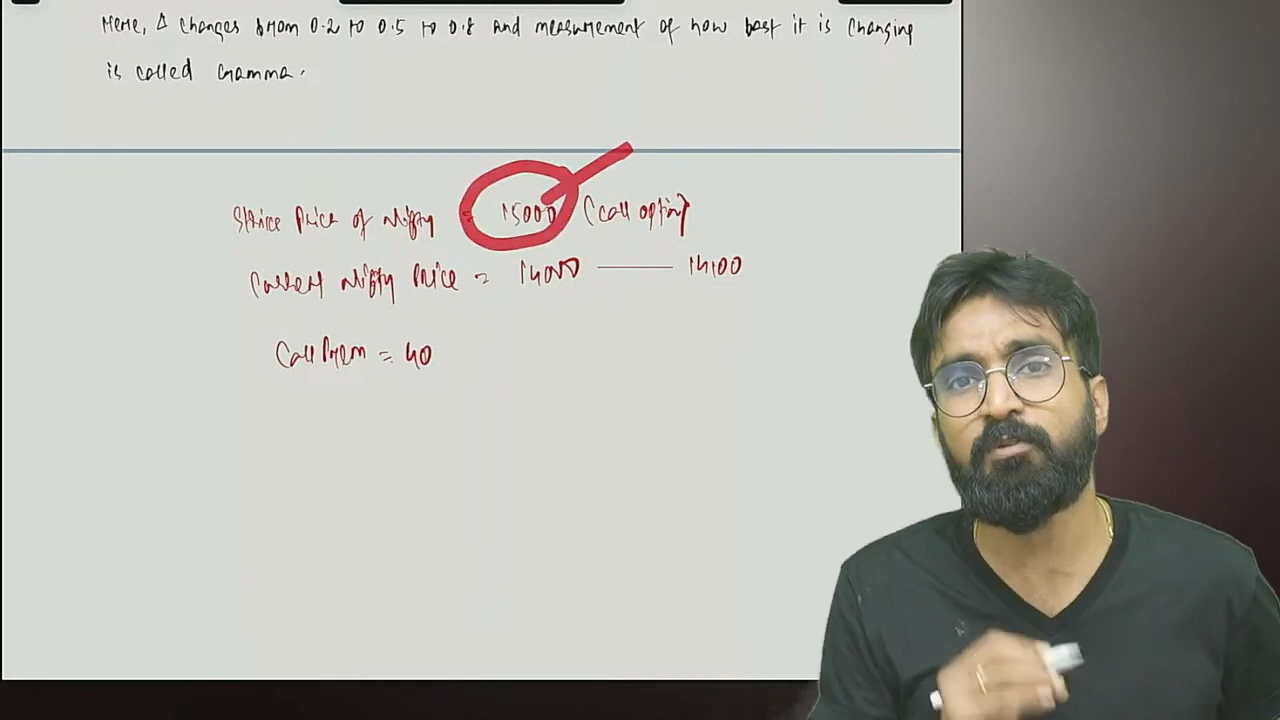 Here, Δ changes from 0.2 to 0.5 to 0.8 and measurement of how fast it is changing
is called Gamma.
Strike Price of Nifty = 15000 (call option)
Current Nifty Price = 14000 —— 14100
Call Prem = 40